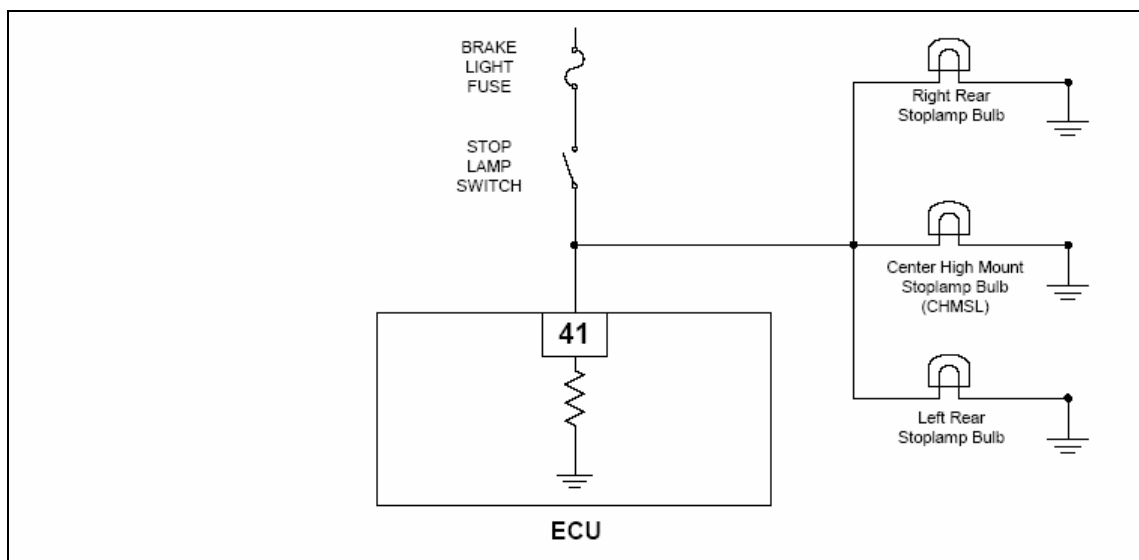 BRAKE
LIGHT
FUSE
STOP
LAMP
SWITCH
41
ECU
Right Rear
Stoplamp Bulb
Center High Mount
Stoplamp Bulb
(CHMSL)
Left Rear
Stoplamp Bulb